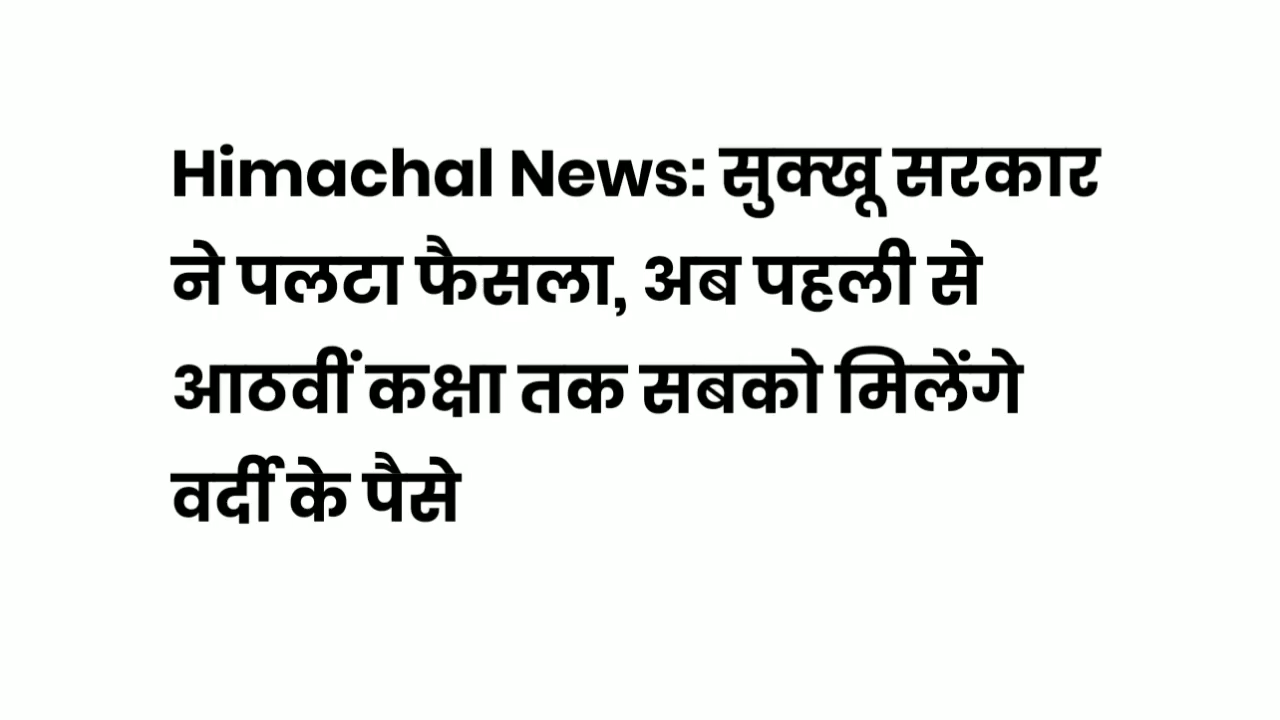 Himachal News: सुक्खू सरकार
ने पलटा फैसला, अब पहली से
आठवीं कक्षा तक सबको मिलेंगे
वर्दी के पैसे